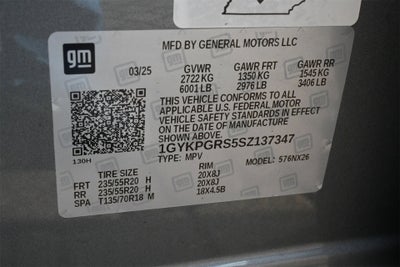 gm
MFD BY GENERAL MOTORS LLC
03/25 GVWR GAWR FRT GAWR RR
2722 KG 1350 KG 1545 KG
6001 LB 2976 LB 3406 LB
THIS VEHICLE CONFORMS TO ALL
APPLICABLE U.S. FEDERAL MOTOR
VEHICLE SAFETY STANDARDS IN EFFECT
ON THE DATE OF MANUFACTURE
SHOWN ABOVE.
1GYKPGRS5SZ137347
130H TYPE: MPV MODEL: 576NX26
TIRE SIZE RIM
FRT 235/55R20 H 20X8J
RR 235/55R20 H 20X8J
SPA T135/70R18 M 18X4.5B